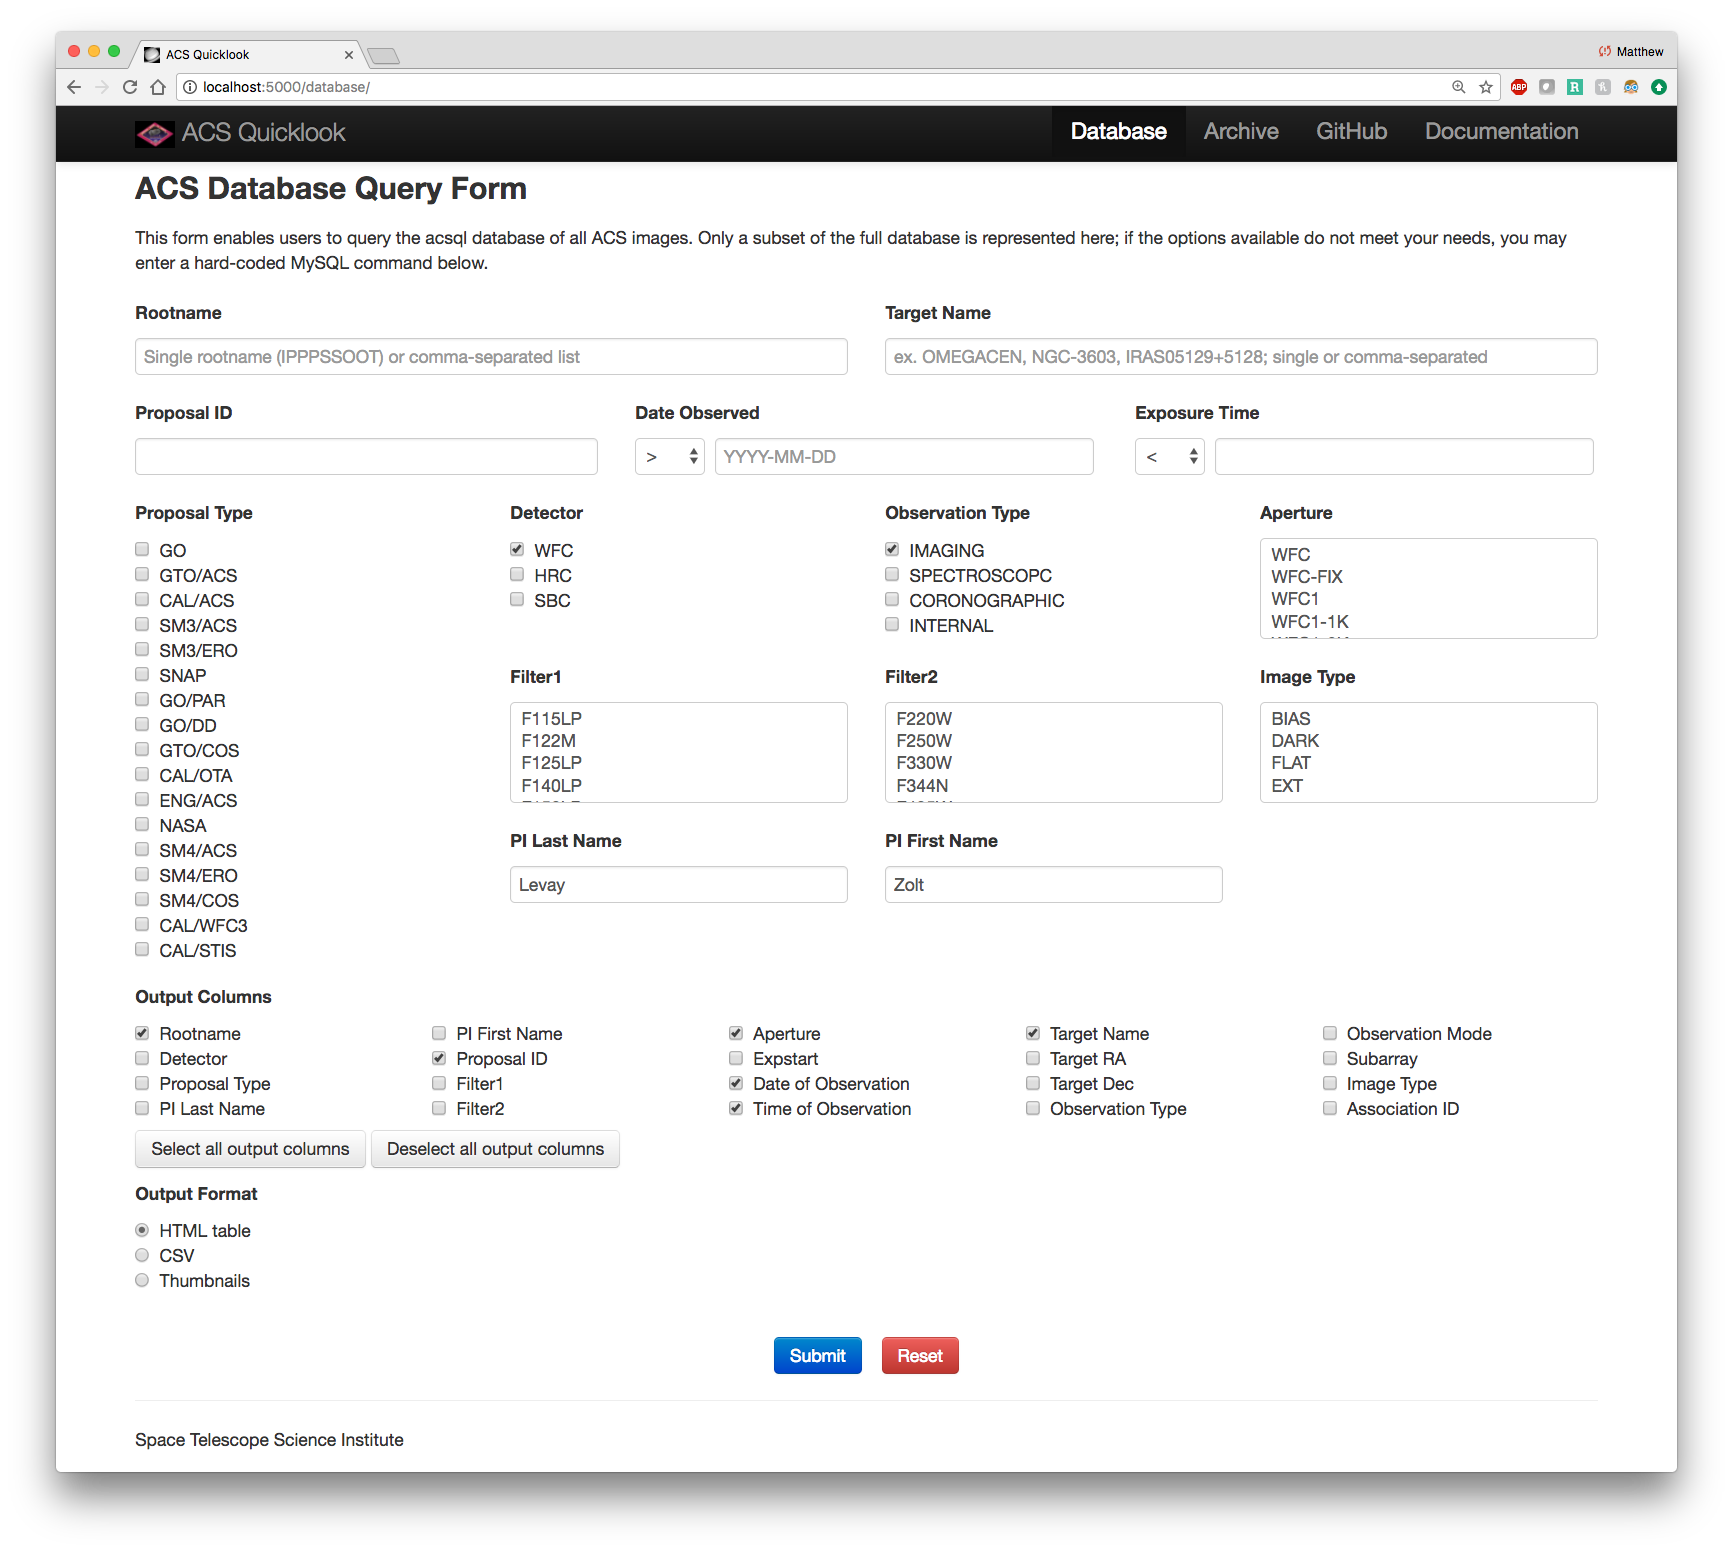 ACS Quicklook
Matthew
localhost:5000/database/
ABP
R
ACS Quicklook
Database
Archive
GitHub
Documentation
ACS Database Query Form
This form enables users to query the acsql database of all ACS images. Only a subset of the full database is represented here; if the options available do not meet your needs, you may
enter a hard-coded MySQL command below.
Rootname
Target Name
Single rootname (IPPPSSOOT) or comma-separated list
ex. OMEGACEN, NGC-3603, IRAS05129+5128; single or comma-separated
Proposal ID
Date Observed
Exposure Time
>
YYYY-MM-DD
<
Proposal Type
GO
GTO/ACS
CAL/ACS
SM3/ACS
SM3/ERO
SNAP
GO/PAR
GO/DD
GTO/COS
CAL/OTA
ENG/ACS
NASA
SM4/ACS
SM4/ERO
SM4/COS
CAL/WFC3
CAL/STIS
Detector
WFC
HRC
SBC
Observation Type
IMAGING
SPECTROSCOPC
CORONOGRAPHIC
INTERNAL
Aperture
WFC
WFC-FIX
WFC1
WFC1-1K
Filter1
F115LP
F122M
F125LP
F140LP
Filter2
F220W
F250W
F330W
F344N
Image Type
BIAS
DARK
FLAT
EXT
PI Last Name
Levay
PI First Name
Zolt
Output Columns
Rootname
Detector
Proposal Type
PI Last Name
PI First Name
Proposal ID
Filter1
Filter2
Aperture
Expstart
Date of Observation
Time of Observation
Target Name
Target RA
Target Dec
Observation Type
Observation Mode
Subarray
Image Type
Association ID
Select all output columns
Deselect all output columns
Output Format
HTML table
CSV
Thumbnails
Submit
Reset
Space Telescope Science Institute